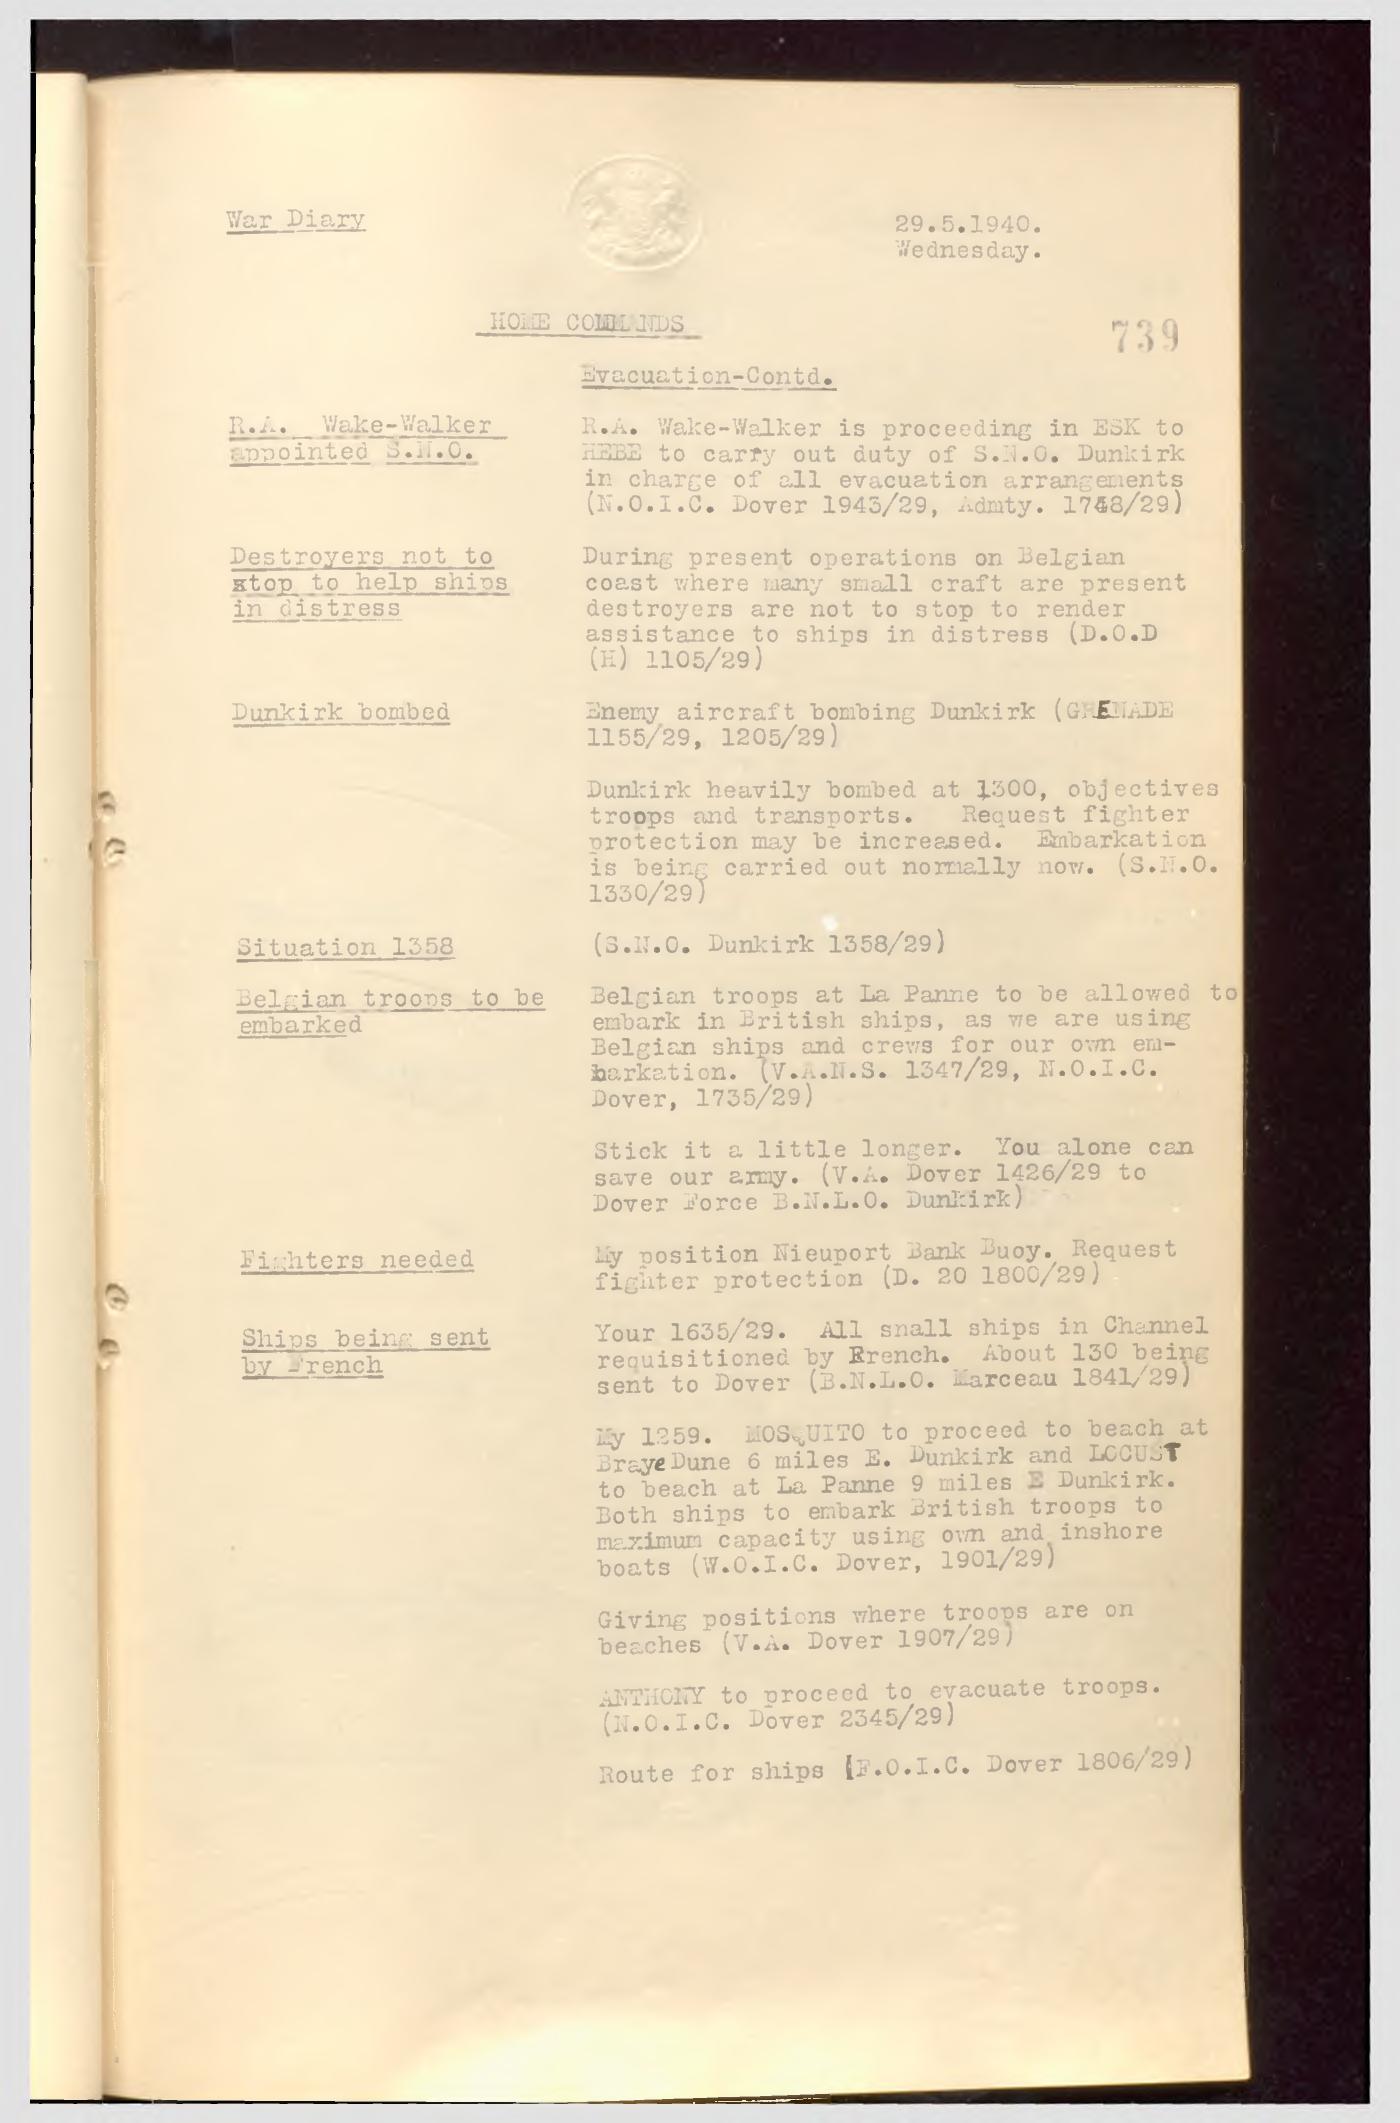 War Diary
29.5.1940.
Wednesday.
HOME COMMANDS
739
Evacuation-Contd.
R.A. Wake-Walker
appointed S.N.O.
R.A. Wake-Walker is proceeding in ESK to
HEBE to carry out duty of S.N.O. Dunkirk
in charge of all evacuation arrangements
(N.O.I.C. Dover 1943/29, Admty. 1748/29)
Destroyers not to
stop to help ships
in distress
During present operations on Belgian
coast where many small craft are present
destroyers are not to stop to render
assistance to ships in distress (D.O.D
(H) 1105/29)
Dunkirk bombed
Enemy aircraft bombing Dunkirk (GRENADE
1155/29, 1205/29)
Dunkirk heavily bombed at 1300, objectives
troops and transports. Request fighter
protection may be increased. Embarkation
is being carried out normally now. (S.N.O.
1330/29)
Situation 1358
(S.N.O. Dunkirk 1358/29)
Belgian troops to be
embarked
Belgian troops at La Panne to be allowed to
embark in British ships, as we are using
Belgian ships and crews for our own em-
barkation. (V.A.N.S. 1347/29, N.O.I.C.
Dover, 1735/29)
Stick it a little longer. You alone can
save our army. (V.A. Dover 1426/29 to
Dover Force B.N.L.O. Dunkirk)
Fighters needed
My position Nieuport Bank Buoy. Request
fighter protection (D. 20 1800/29)
Ships being sent
by French
Your 1635/29. All small ships in Channel
requisitioned by French. About 130 being
sent to Dover (B.N.L.O. Marceau 1841/29)
My 1259. MOSQUITO to proceed to beach at
Braye Dune 6 miles E. Dunkirk and LOCUST
to beach at La Panne 9 miles E Dunkirk.
Both ships to embark British troops to
maximum capacity using own and inshore
boats (W.O.I.C. Dover, 1901/29)
Giving positions where troops are on
beaches (V.A. Dover 1907/29)
ANTHONY to proceed to evacuate troops.
(N.O.I.C. Dover 2345/29)
Route for ships (F.O.I.C. Dover 1806/29)